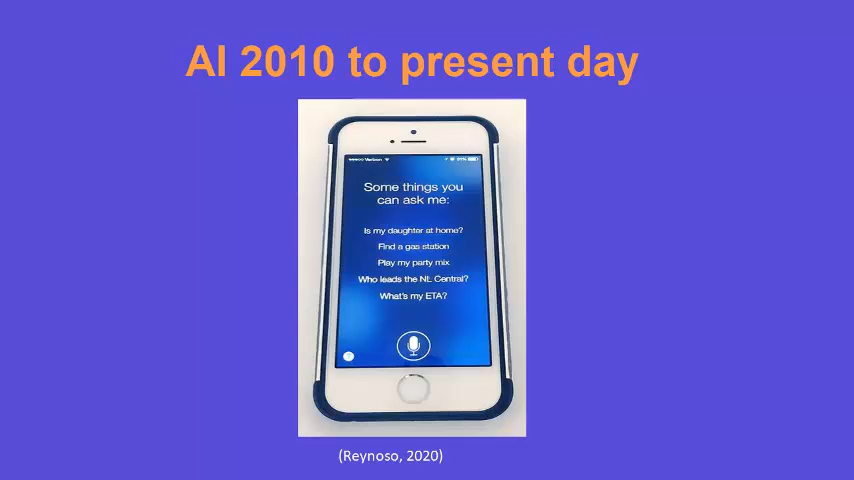 AI 2010 to present day
Verizon
Some things you
can ask me:
Is my daughter at home?
Find a gas station
Play my party mix
Who leads the NL Central?
What's my ETA?
(Reynoso, 2020)